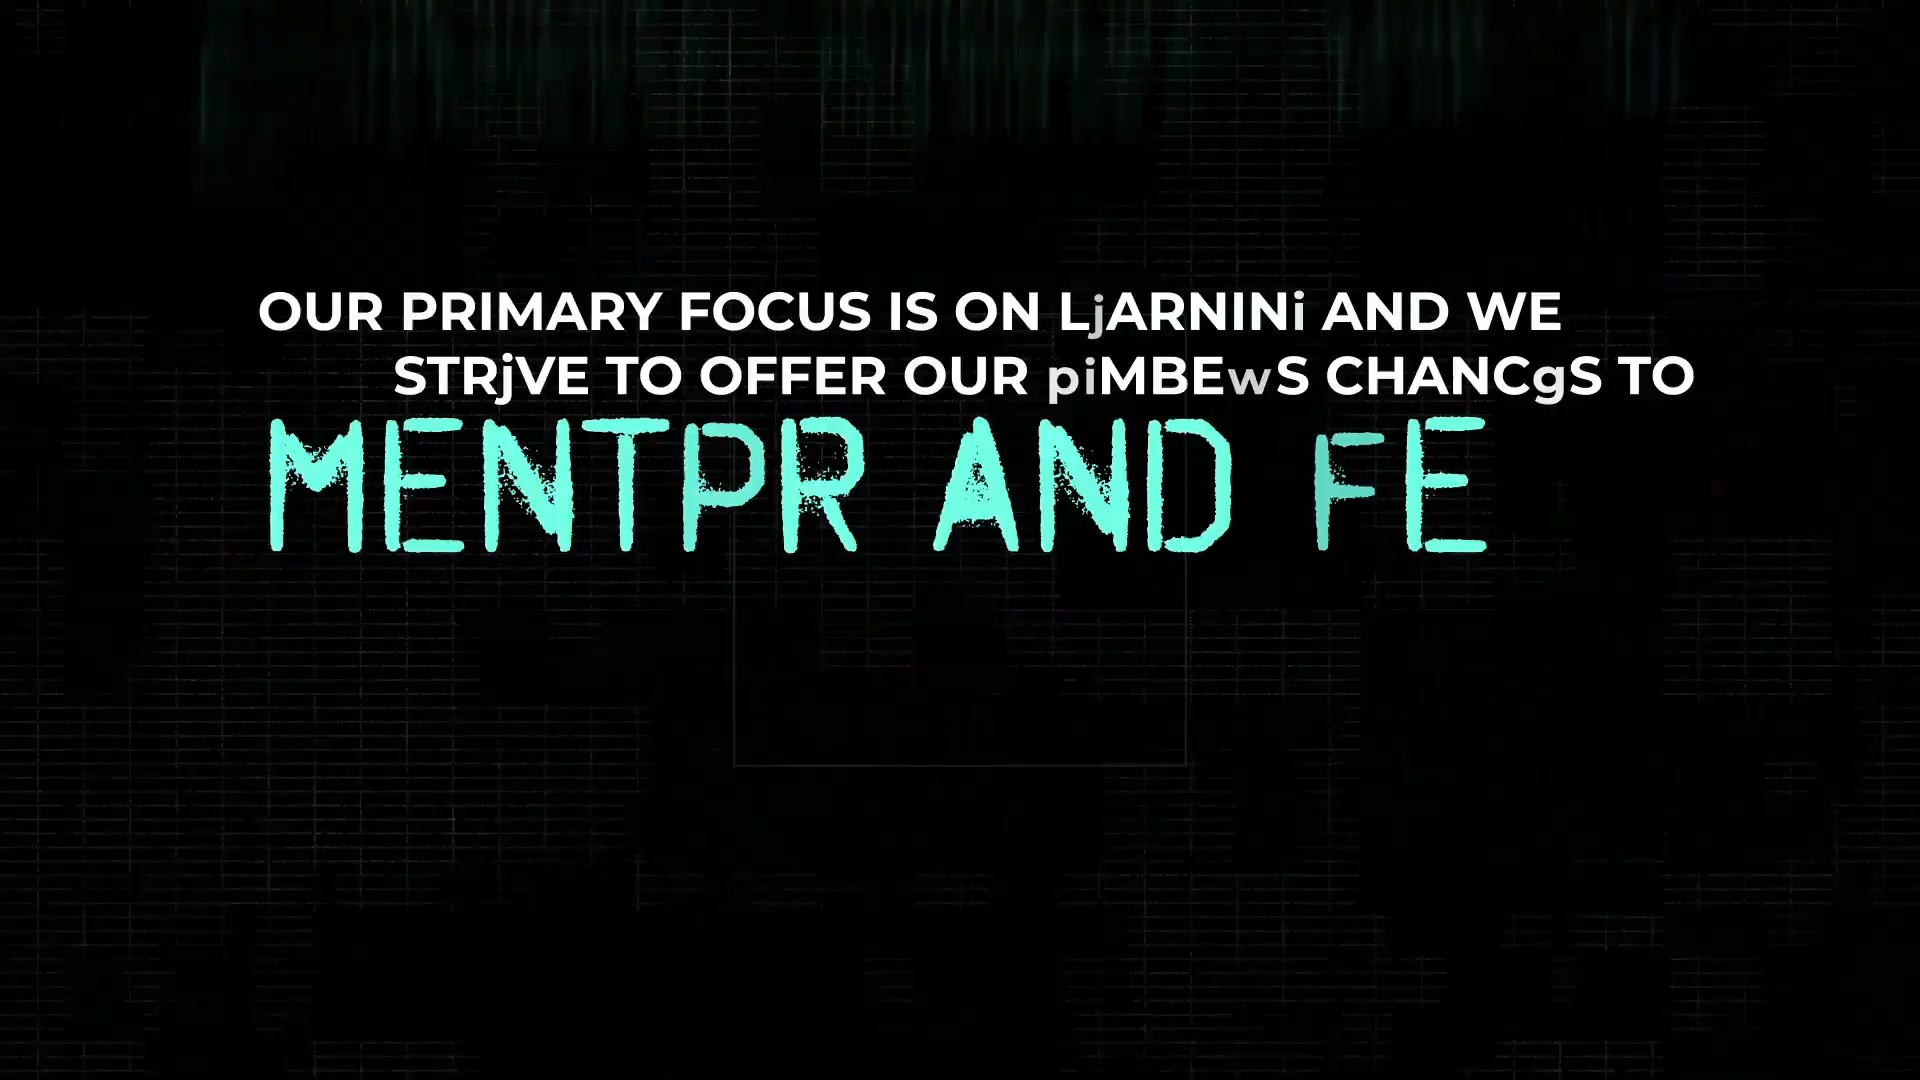 OUR PRIMARY FOCUS IS ON LjARNINi AND WE
STRjVE TO OFFER OUR piMBEwS CHANCgS TO
MENTPR AND FE